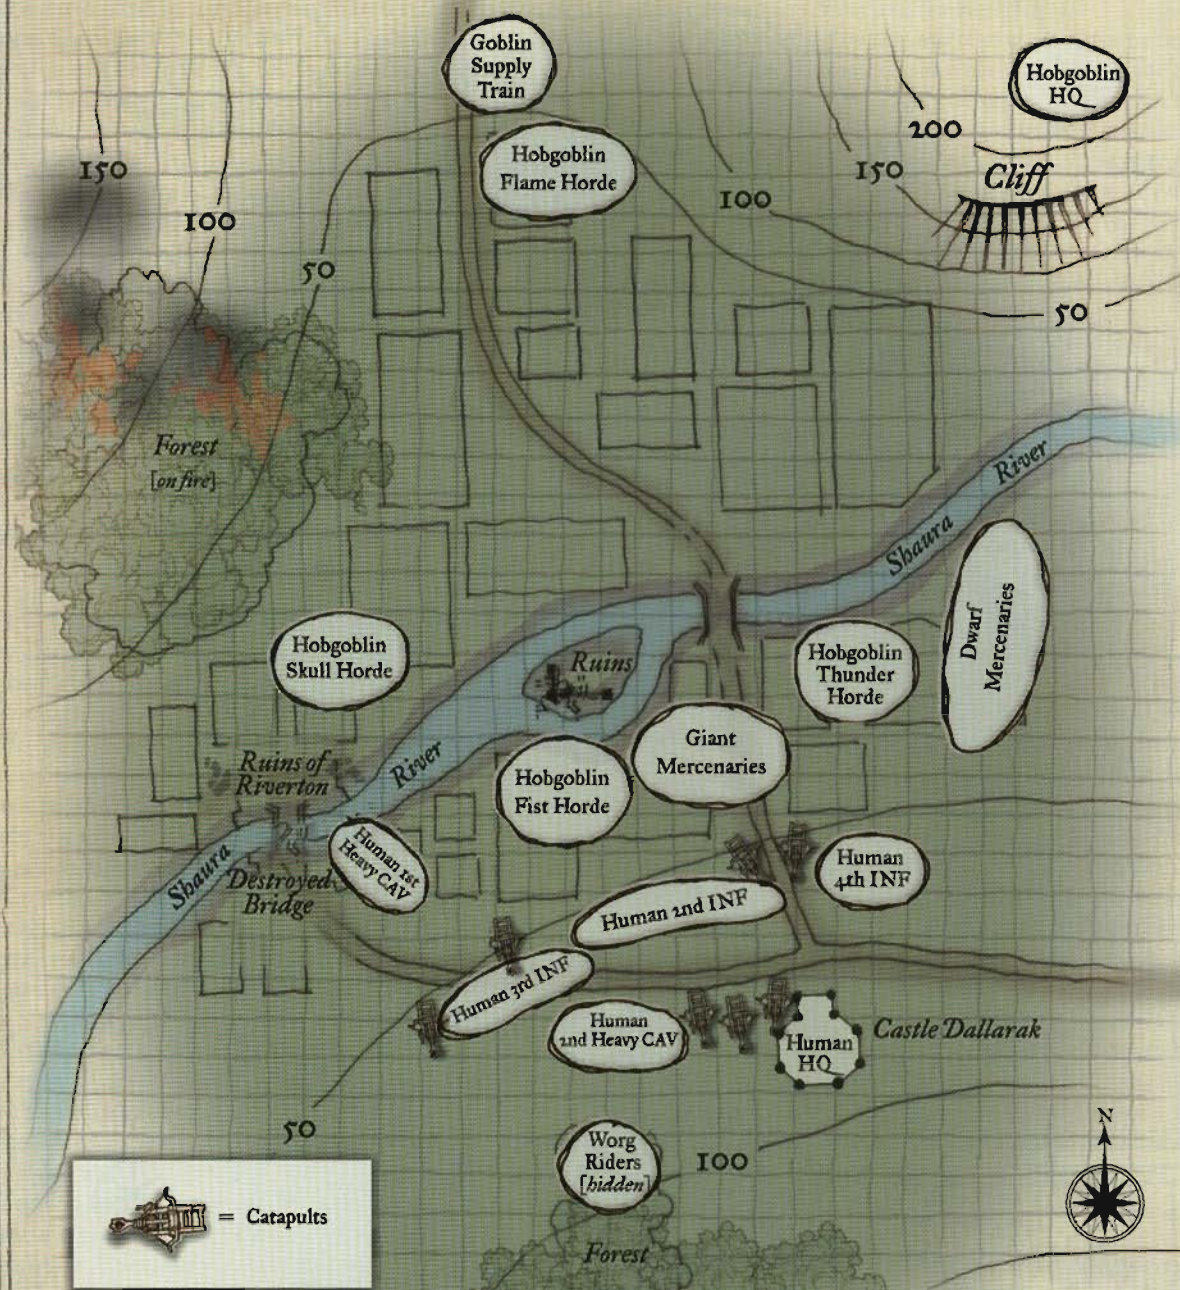 Goblin
Supply
Train
Hobgoblin
HQ
200
Hobgoblin
Flame Horde
150
150
Cliff
100
100
50
50
Forest
[on fire]
River
Shaura
Dwarf
Mercenaries
Hobgoblin
Skull Horde
Ruins
Hobgoblin
Thunder
Horde
Giant
Mercenaries
Ruins of
Riverton
River
Hobgoblin
Fist Horde
Shaura
Human 1st
Heavy CAV
Human
4th INF
Destroyed
Bridge
Human 2nd INF
Human 3rd INF
Human
2nd Heavy CAV
Human
HQ
Castle Dallarak
50
Worg
Riders
[hidden]
100
N
= Catapults
Forest